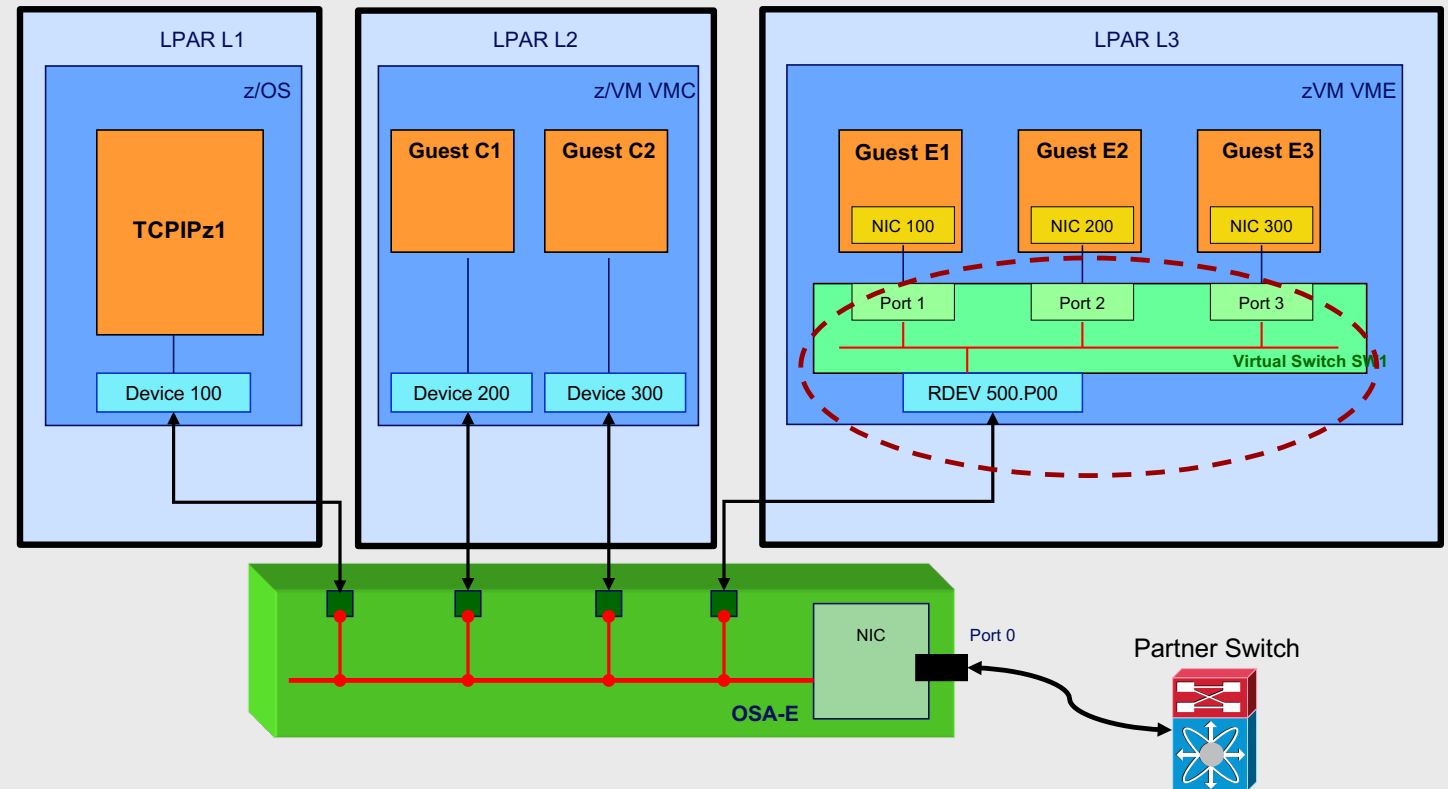 LPAR L1
LPAR L2
LPAR L3
z/OS
z/VM VMC
zVM VME
TCPIPz1
Guest C1
Guest C2
Guest E1
Guest E2
Guest E3
NIC 100
NIC 200
NIC 300
Port 1
Port 2
Port 3
Virtual Switch SW1
Device 100
Device 200
Device 300
RDEV 500.P00
NIC
Port 0
OSA-E
Partner Switch